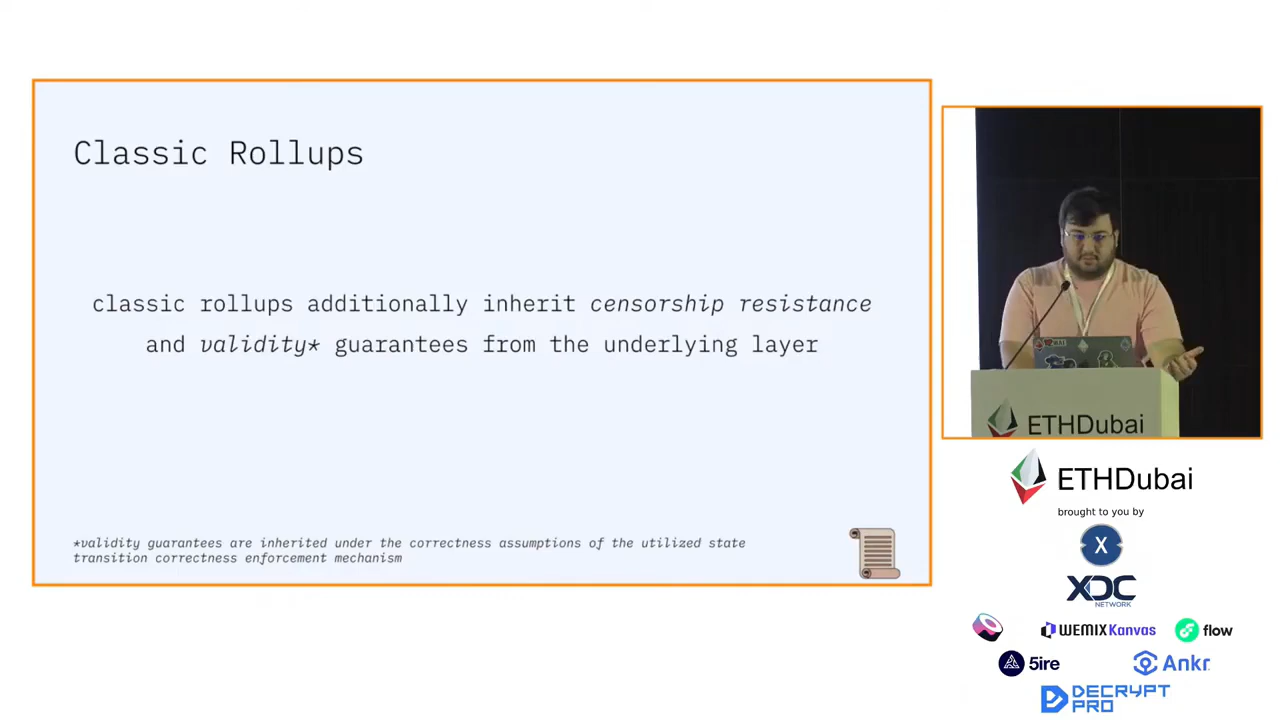 Classic Rollups
classic rollups additionally inherit censorship resistance
and validity* guarantees from the underlying layer
*validity guarantees are inherited under the correctness assumptions of the utilized state
transition correctness enforcement mechanism
ETHDubai
ETHDubai
brought to you by
X
XDC
NETWORK
WEMIX Kanvas
flow
5ire
Ankr
DECRYPT
PRO